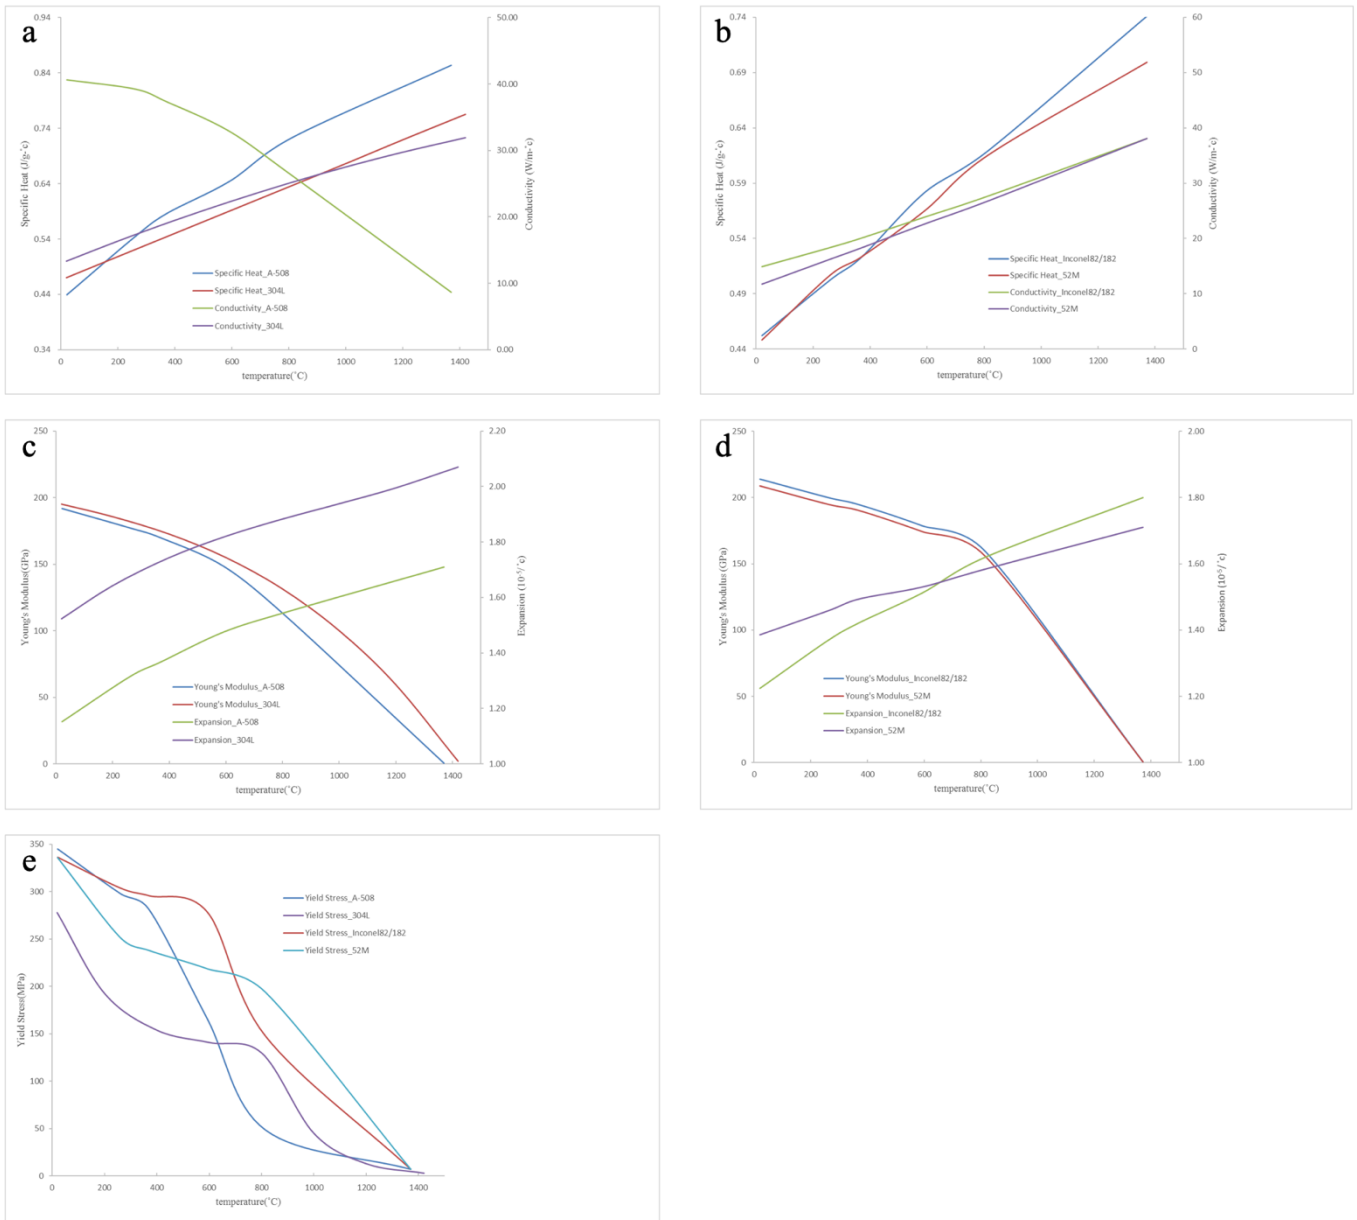 a
0.94
0.84
0.74
0.64
0.54
0.44
0.34
50.00
40.00
30.00
20.00
10.00
0.00
0
200
400
600
800
1000
1200
1400
Specific Heat (J/g-˚c)
Conductivity (W/m-˚c)
temperature(˚C)
Specific Heat_A-508
Specific Heat_304L
Conductivity_A-508
Conductivity_304L
b
0.74
0.69
0.64
0.59
0.54
0.49
0.44
60
50
40
30
20
10
0
0
200
400
600
800
1000
1200
1400
Specific Heat (J/g-˚c)
Conductivity (W/m-˚c)
temperature(˚C)
Specific Heat_Inconel82/182
Specific Heat_52M
Conductivity_Inconel82/182
Conductivity_52M
c
250
200
150
100
50
0
2.20
2.00
1.80
1.60
1.40
1.20
1.00
0
200
400
600
800
1000
1200
1400
Young's Modulus(GPa)
Expansion (10⁻⁵/˚c)
temperature(˚C)
Young's Modulus_A-508
Young's Modulus_304L
Expansion_A-508
Expansion_304L
d
250
200
150
100
50
0
2.00
1.80
1.60
1.40
1.20
1.00
0
200
400
600
800
1000
1200
1400
Young's Modulus (GPa)
Expansion (10⁻⁵/˚c)
temperature(˚C)
Young's Modulus_Inconel82/182
Young's Modulus_52M
Expansion_Inconel82/182
Expansion_52M
e
350
300
250
200
150
100
50
0
0
200
400
600
800
1000
1200
1400
Yield Stress(MPa)
temperature(˚C)
Yield Stress_A-508
Yield Stress_304L
Yield Stress_Inconel82/182
Yield Stress_52M